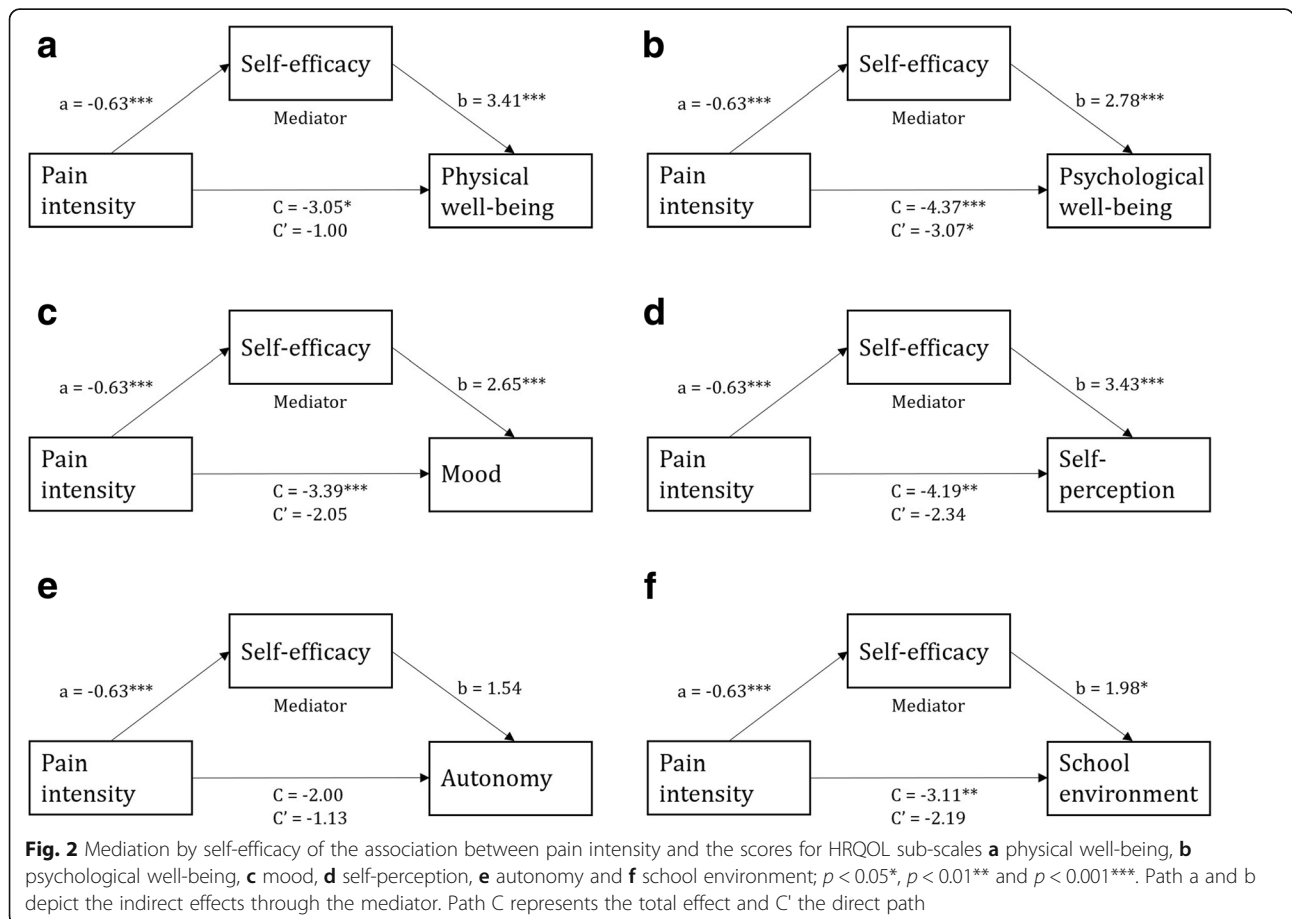 a
Self-efficacy
a = -0.63***
b = 3.41***
Mediator
Pain
intensity
Physical
well-being
C = -3.05*
C’ = -1.00
b
Self-efficacy
a = -0.63***
b = 2.78***
Mediator
Pain
intensity
Psychological
well-being
C = -4.37***
C’ = -3.07*
c
Self-efficacy
a = -0.63***
b = 2.65***
Mediator
Pain
intensity
Mood
C = -3.39***
C’ = -2.05
d
Self-efficacy
a = -0.63***
b = 3.43***
Mediator
Pain
intensity
Self-
perception
C = -4.19**
C’ = -2.34
e
Self-efficacy
a = -0.63***
b = 1.54
Mediator
Pain
intensity
Autonomy
C = -2.00
C’ = -1.13
f
Self-efficacy
a = -0.63***
b = 1.98*
Mediator
Pain
intensity
School
environment
C = -3.11**
C’ = -2.19
Fig. 2 Mediation by self-efficacy of the association between pain intensity and the scores for HRQOL sub-scales a physical well-being, b
psychological well-being, c mood, d self-perception, e autonomy and f school environment; p < 0.05*, p < 0.01** and p < 0.001***. Path a and b
depict the indirect effects through the mediator. Path C represents the total effect and C' the direct path